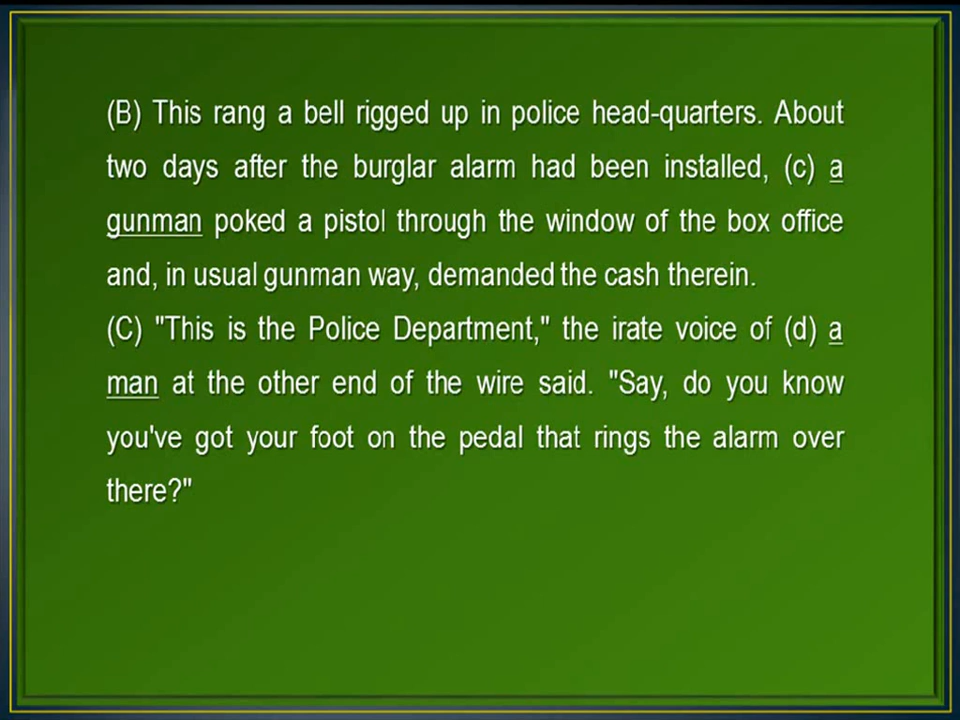 (B) This rang a bell rigged up in police head-quarters. About
two days after the burglar alarm had been installed, (c) a
gunman poked a pistol through the window of the box office
and, in usual gunman way, demanded the cash therein.
(C) "This is the Police Department," the irate voice of (d) a
man at the other end of the wire said. "Say, do you know
you've got your foot on the pedal that rings the alarm over
there?"